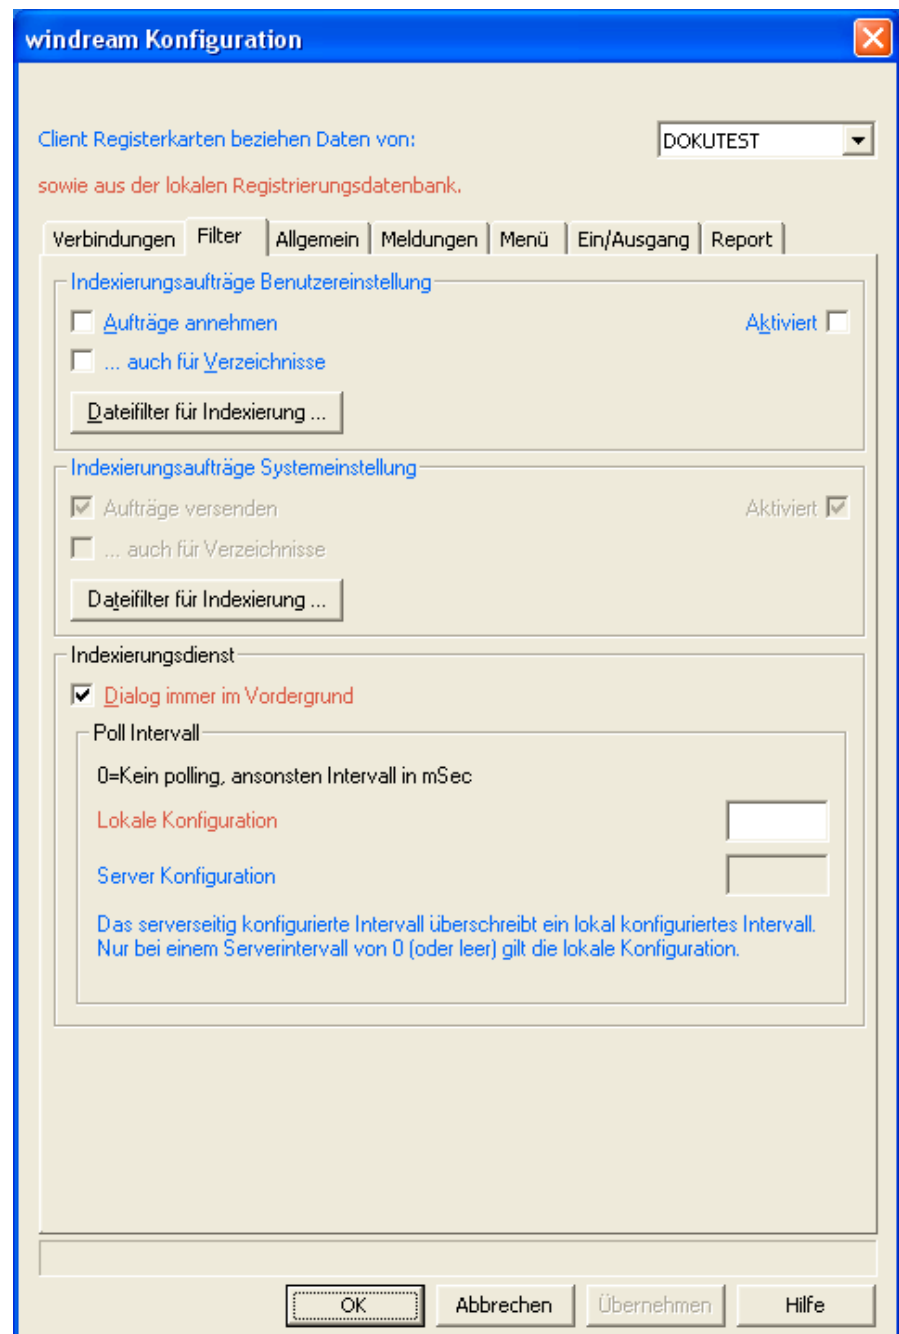 windream Konfiguration
Client Registerkarten beziehen Daten von:
DOKUTEST
sowie aus der lokalen Registrierungsdatenbank.
Verbindungen Filter Allgemein Meldungen Menü Ein/Ausgang Report
Indexierungsaufträge Benutzereinstellung
Aufträge annehmen
Aktiviert
... auch für Verzeichnisse
Dateifilter für Indexierung ...
Indexierungsaufträge Systemeinstellung
Aufträge versenden
Aktiviert
... auch für Verzeichnisse
Dateifilter für Indexierung ...
Indexierungsdienst
Dialog immer im Vordergrund
Poll Intervall
0=Kein polling, ansonsten Intervall in mSec
Lokale Konfiguration
Server Konfiguration
Das serverseitig konfigurierte Intervall überschreibt ein lokal konfiguriertes Intervall.
Nur bei einem Serverintervall von 0 (oder leer) gilt die lokale Konfiguration.
OK Abbrechen Übernehmen Hilfe